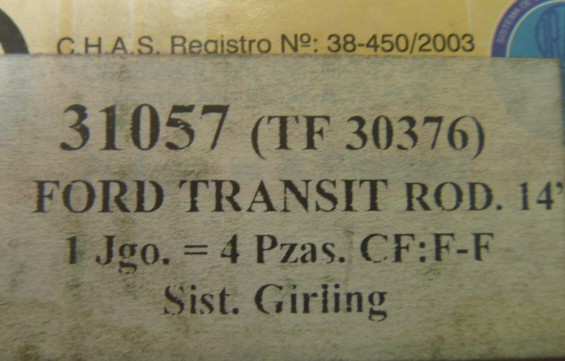 C.H.A.S. Registro Nº: 38-450/2003
31057 (TF 30376)
FORD TRANSIT ROD. 14'
1 Jgo. = 4 Pzas. CF:F-F
Sist. Girling